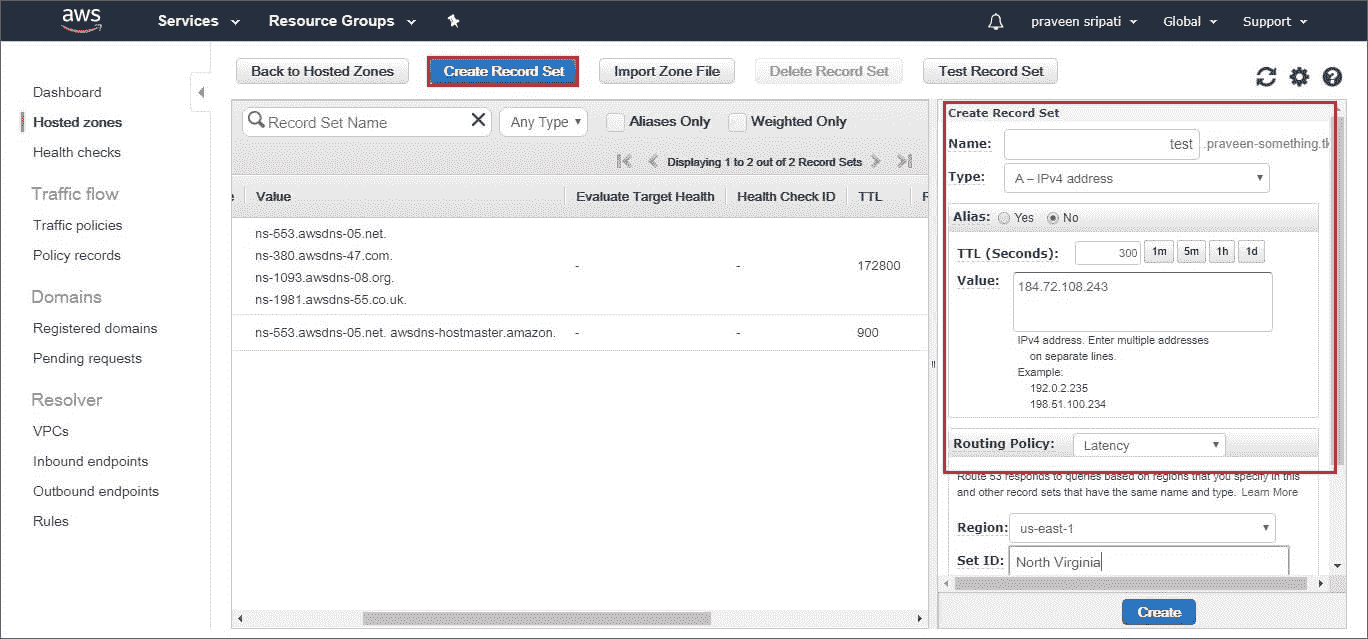 aws Services Resource Groups praveen sripati Global Support
Back to Hosted Zones Create Record Set Import Zone File Delete Record Set Test Record Set
Dashboard
Hosted zones
Health checks
Traffic flow
Traffic policies
Policy records
Domains
Registered domains
Pending requests
Resolver
VPCs
Inbound endpoints
Outbound endpoints
Rules
Record Set Name Any Type Aliases Only Weighted Only
Displaying 1 to 2 out of 2 Record Sets
Value Evaluate Target Health Health Check ID TTL
ns-553.awsdns-05.net.
ns-380.awsdns-47.com.
- - 172800
ns-1093.awsdns-08.org.
ns-1981.awsdns-55.co.uk.
ns-553.awsdns-05.net. awsdns-hostmaster.amazon. - - 900
Create Record Set
Name: test .praveen-something.tk
Type: A – IPv4 address
Alias: Yes No
TTL (Seconds): 300 1m 5m 1h 1d
Value: 184.72.108.243
IPv4 address. Enter multiple addresses
on separate lines.
Example:
192.0.2.235
198.51.100.234
Routing Policy: Latency
Route 53 responds to queries based on regions that you specify in this
and other record sets that have the same name and type. Learn More
Region: us-east-1
Set ID: North Virginia
Create